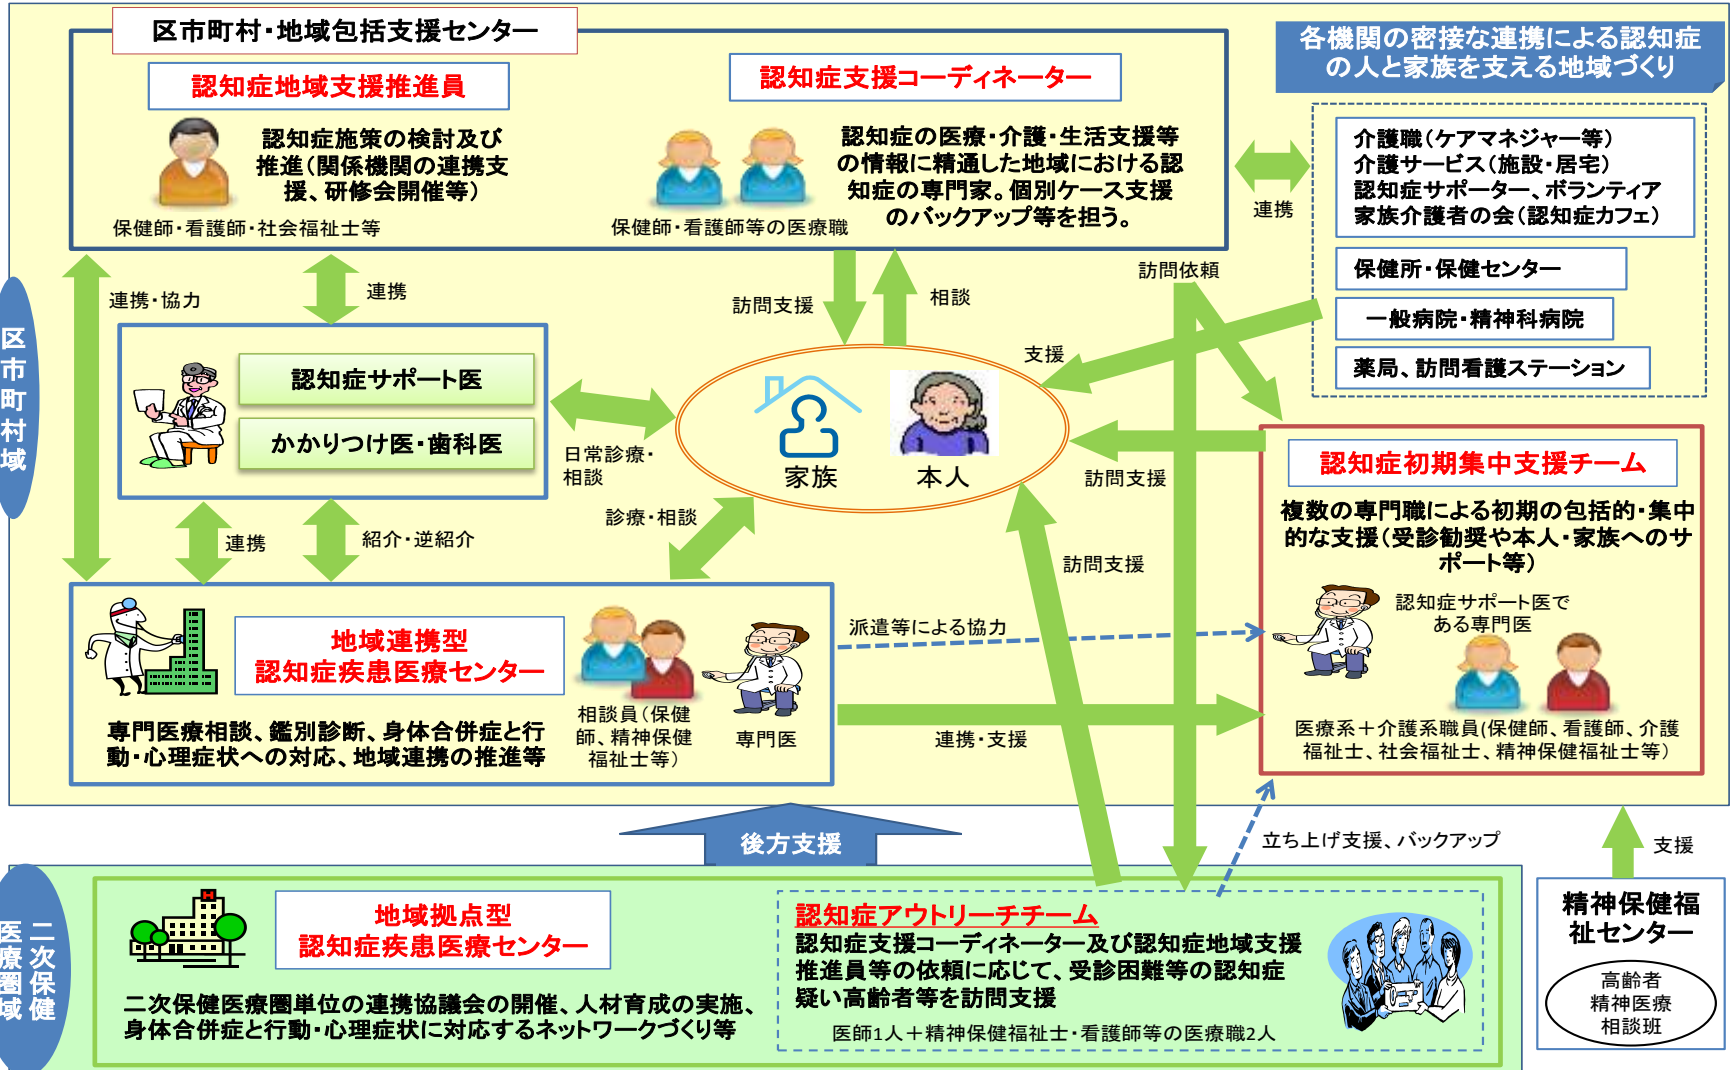 区市町村・地域包括支援センター
各機関の密接な連携による認知症
の人と家族を支える地域づくり
認知症地域支援推進員
認知症施策の検討及び
推進（関係機関の連携支
援、研修会開催等）
保健師・看護師・社会福祉士等
認知症支援コーディネーター
認知症の医療・介護・生活支援等
の情報に精通した地域における認
知症の専門家。個別ケース支援
のバックアップ等を担う。
保健師・看護師等の医療職
連携
介護職（ケアマネジャー等）
介護サービス（施設・居宅）
認知症サポーター、ボランティア
家族介護者の会（認知症カフェ）
保健所・保健センター
一般病院・精神科病院
薬局、訪問看護ステーション
連携・協力
連携
訪問支援
相談
訪問依頼
支援
区市町村域
認知症サポート医
かかりつけ医・歯科医
日常診療・
相談
家族
本人
訪問支援
認知症初期集中支援チーム
複数の専門職による初期の包括的・集中
的な支援（受診勧奨や本人・家族へのサ
ポート等）
認知症サポート医で
ある専門医
医療系＋介護系職員(保健師、看護師、介護
福祉士、社会福祉士、精神保健福祉士等）
連携
紹介・逆紹介
診療・相談
訪問支援
地域連携型
認知症疾患医療センター
専門医療相談、鑑別診断、身体合併症と行
動・心理症状への対応、地域連携の推進等
相談員（保健
師、精神保健
福祉士等）
専門医
派遣等による協力
連携・支援
後方支援
立ち上げ支援、バックアップ
支援
二次保健
医療圏域
地域拠点型
認知症疾患医療センター
二次保健医療圏単位の連携協議会の開催、人材育成の実施、
身体合併症と行動・心理症状に対応するネットワークづくり等
認知症アウトリーチチーム
認知症支援コーディネーター及び認知症地域支援
推進員等の依頼に応じて、受診困難等の認知症
疑い高齢者等を訪問支援
医師1人＋精神保健福祉士・看護師等の医療職2人
精神保健福
祉センター
高齢者
精神医療
相談班